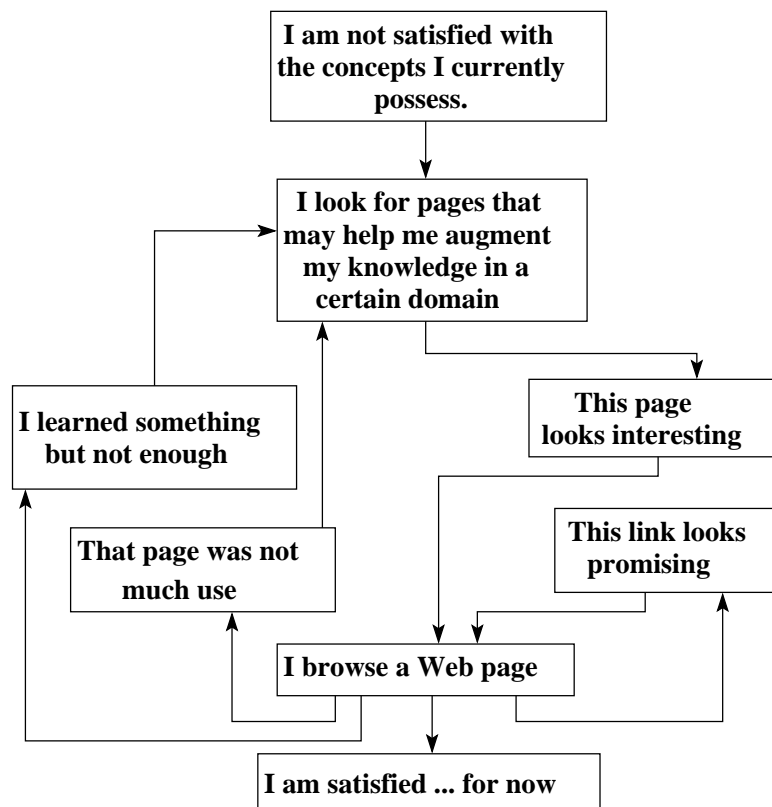 I am not satisfied with
the concepts I currently
possess.
I look for pages that
may help me augment
my knowledge in a
certain domain
This page
looks interesting
I learned something
but not enough
This link looks
promising
That page was not
much use
I browse a Web page
I am satisfied ... for now